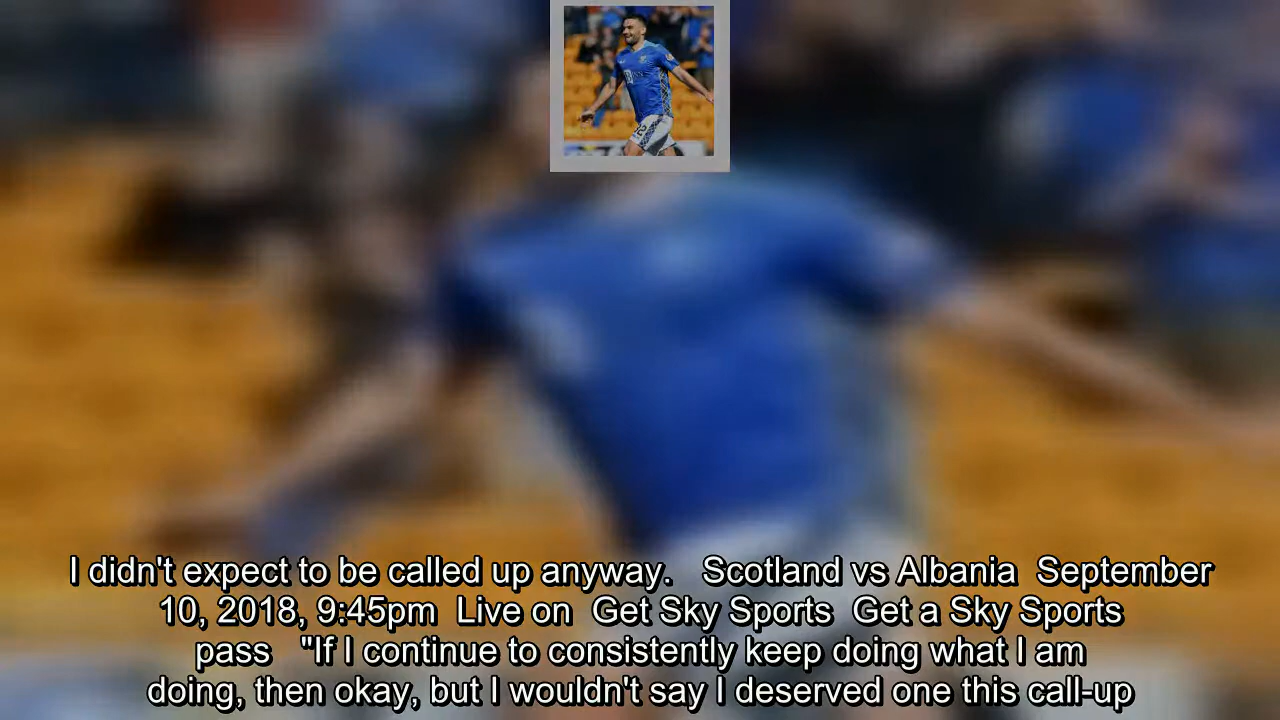 I didn't expect to be called up anyway.   Scotland vs Albania  September
10, 2018, 9:45pm  Live on  Get Sky Sports  Get a Sky Sports
pass   "If I continue to consistently keep doing what I am
doing, then okay, but I wouldn't say I deserved one this call-up